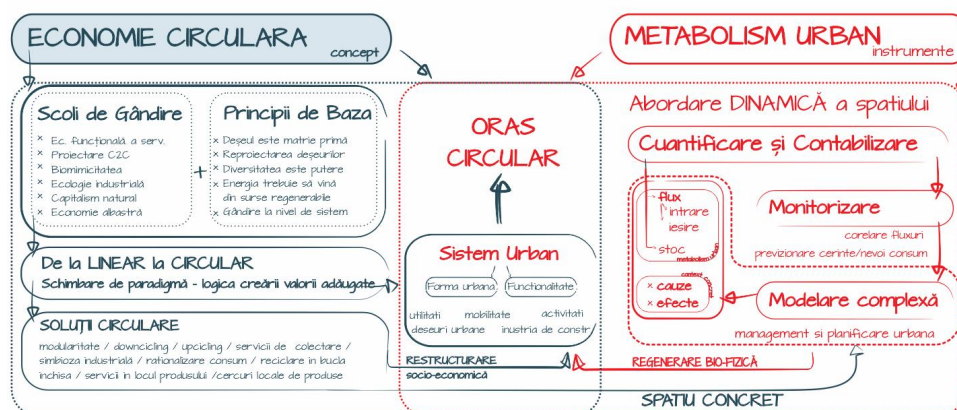 ECONOMIE CIRCULARA
concept
METABOLISM URBAN
instrumente
Scoli de Gândire
× Ec. funcțională a serv.
× Proiectare C2C
× Biomimicitatea
× Ecologie industrială
× Capitalism natural
× Economie albastră
+
Principii de Baza
× Deșeul este matrie primă
× Reproiectarea deșeurilor
× Diversitatea este putere
× Energia trebuie să vină
din surse regenerabile
× Gândire la nivel de sistem
De la LINEAR la CIRCULAR
Schimbare de paradigmă - logica creării valorii adăugate
SOLUȚII CIRCULARE
modularitate / downcicling / upcicling / servicii de colectare /
simbioza industrială / rationalizare consum / reciclare in bucla
inchisa / servicii in locul produsului /cercuri locale de produse
ORAS
CIRCULAR
Sistem Urban
Forma urbana
Functionalitate
utilitati mobilitate activitati
deseuri urbane inustria de constr.
RESTRUCTURARE
socio-economică
REGENERARE BIO-FIZICĂ
Abordare DINAMICĂ a spatiului
Cuantificare și Contabilizare
flux
intrare
iesire
stoc
metabolism urban
context
× cauze
× efecte
Monitorizare
corelare fluxuri
previzionare cerinte/nevoi consum
Modelare complexă
management si planificare urbana
SPATIU CONCRET